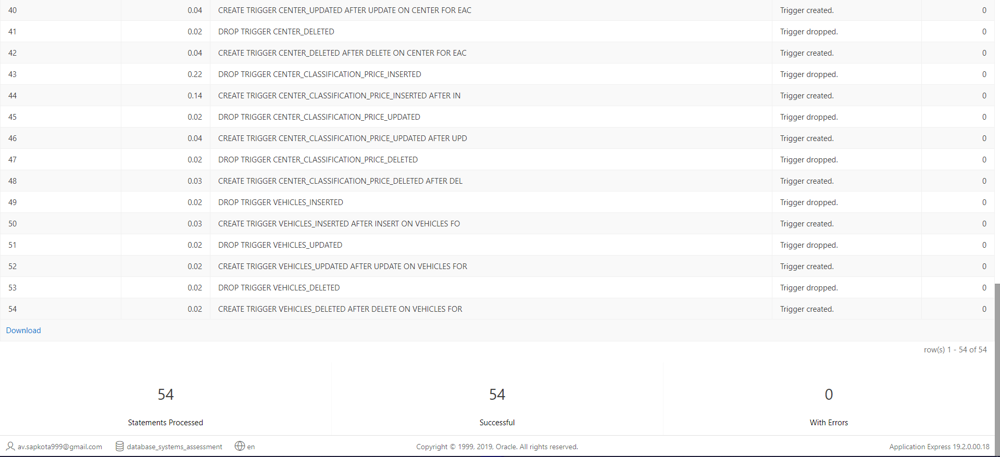 40 0.04 CREATE TRIGGER CENTER_UPDATED AFTER UPDATE ON CENTER FOR EAC Trigger created. 0
41 0.02 DROP TRIGGER CENTER_DELETED Trigger dropped. 0
42 0.04 CREATE TRIGGER CENTER_DELETED AFTER DELETE ON CENTER FOR EAC Trigger created. 0
43 0.22 DROP TRIGGER CENTER_CLASSIFICATION_PRICE_INSERTED Trigger dropped. 0
44 0.14 CREATE TRIGGER CENTER_CLASSIFICATION_PRICE_INSERTED AFTER IN Trigger created. 0
45 0.02 DROP TRIGGER CENTER_CLASSIFICATION_PRICE_UPDATED Trigger dropped. 0
46 0.04 CREATE TRIGGER CENTER_CLASSIFICATION_PRICE_UPDATED AFTER UPD Trigger created. 0
47 0.02 DROP TRIGGER CENTER_CLASSIFICATION_PRICE_DELETED Trigger dropped. 0
48 0.03 CREATE TRIGGER CENTER_CLASSIFICATION_PRICE_DELETED AFTER DEL Trigger created. 0
49 0.02 DROP TRIGGER VEHICLES_INSERTED Trigger dropped. 0
50 0.03 CREATE TRIGGER VEHICLES_INSERTED AFTER INSERT ON VEHICLES FO Trigger created. 0
51 0.02 DROP TRIGGER VEHICLES_UPDATED Trigger dropped. 0
52 0.02 CREATE TRIGGER VEHICLES_UPDATED AFTER UPDATE ON VEHICLES FOR Trigger created. 0
53 0.02 DROP TRIGGER VEHICLES_DELETED Trigger dropped. 0
54 0.02 CREATE TRIGGER VEHICLES_DELETED AFTER DELETE ON VEHICLES FOR Trigger created. 0
Download
row(s) 1 - 54 of 54
54 54 0
Statements Processed Successful With Errors
av.sapkota999@gmail.com database_systems_assessment en Copyright © 1999, 2019, Oracle. All rights reserved. Application Express 19.2.0.00.18